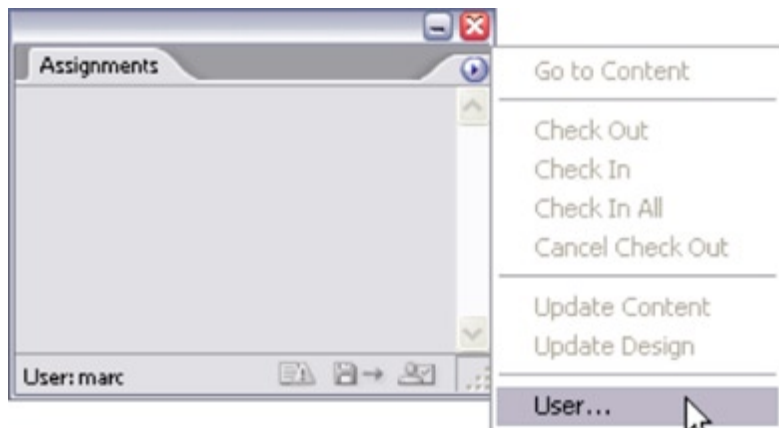 Assignments
User: marc
Go to Content
Check Out
Check In
Check In All
Cancel Check Out
Update Content
Update Design
User...